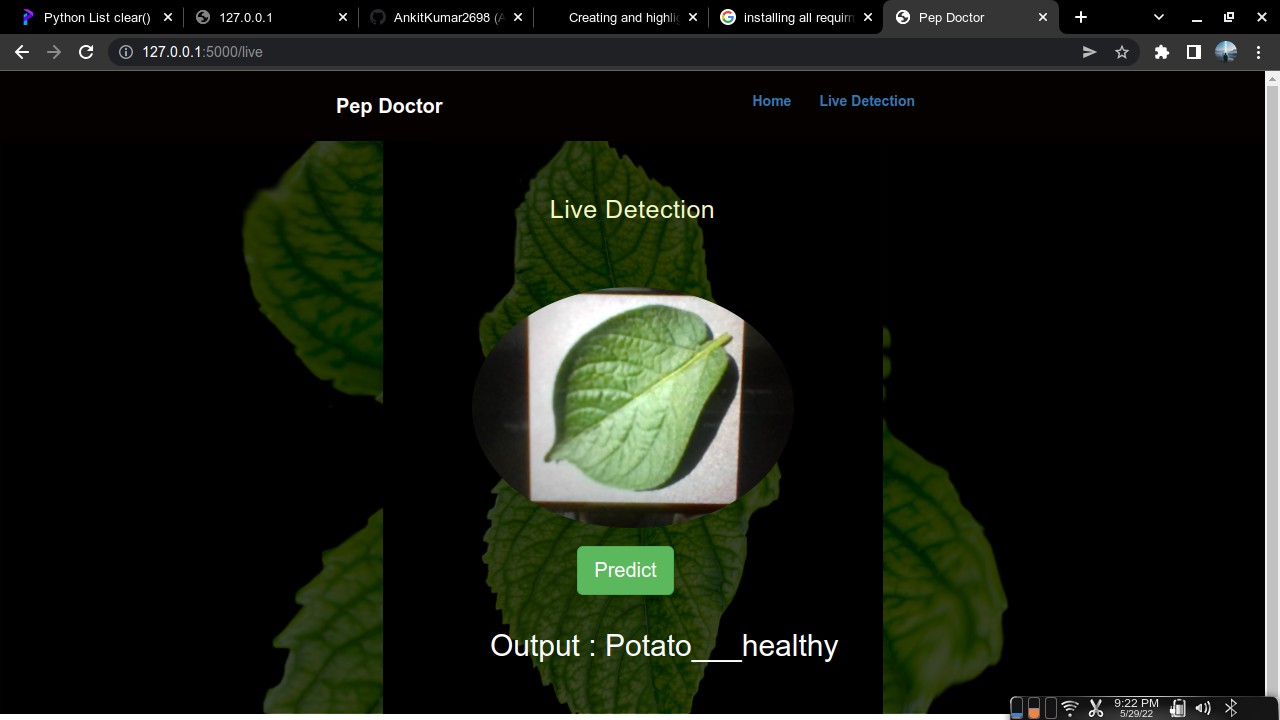 Python List clear()
127.0.0.1
AnkitKumar2698 (A
Creating and highlig
installing all requirm
Pep Doctor
127.0.0.1:5000/live
Pep Doctor
Home
Live Detection
Live Detection
Predict
Output : Potato___healthy
9:22 PM
5/29/22